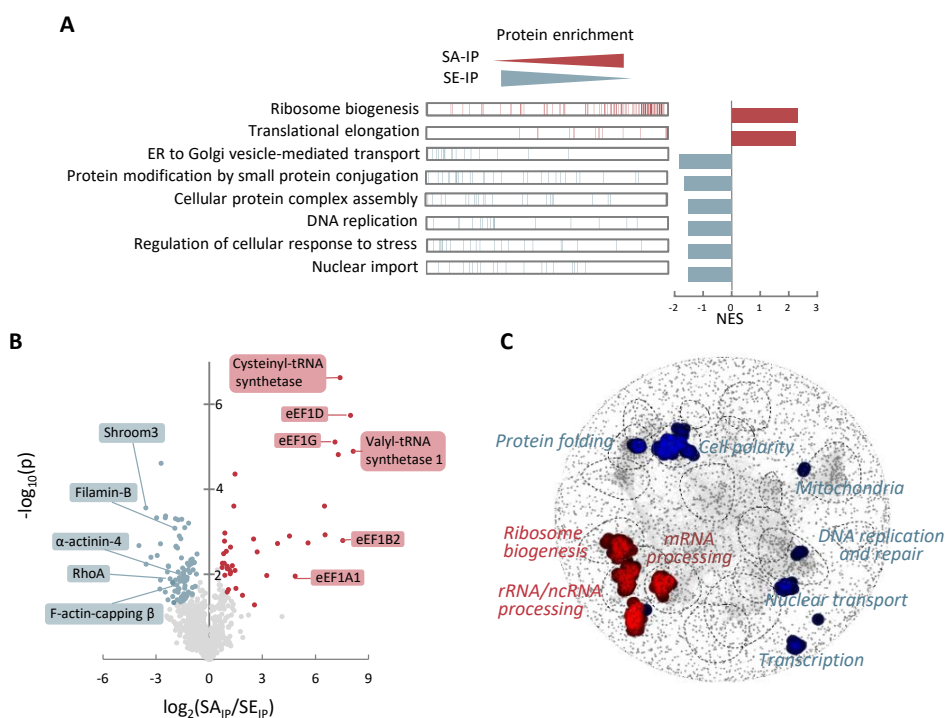 A
Protein enrichment
SA-IP
SE-IP
Ribosome biogenesis
Translational elongation
ER to Golgi vesicle-mediated transport
Protein modification by small protein conjugation
Cellular protein complex assembly
DNA replication
Regulation of cellular response to stress
Nuclear import
-2 -1 0 1 2 3
NES
B
Cysteinyl-tRNA
synthetase
6
eEF1D
Shroom3
eEF1G
Valyl-tRNA
synthetase 1
Filamin-B
4
α-actinin-4
eEF1B2
RhoA
2
eEF1A1
F-actin-capping β
-log10(p)
-6 -3 0 3 6 9
log2(SAIP/SEIP)
C
Protein folding
Cell polarity
Mitochondria
Ribosome
biogenesis
mRNA
processing
DNA replication
and repair
rRNA/ncRNA
processing
Nuclear transport
Transcription